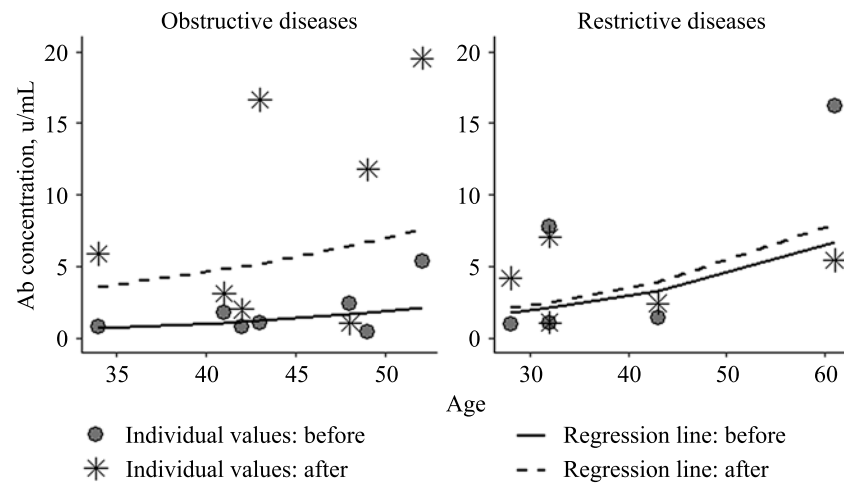 Obstructive diseases
Restrictive diseases
Ab concentration, u/mL
20
15
10
5
0
35
40
45
50
20
15
10
5
0
30
40
50
60
Age
Individual values: before
Individual values: after
Regression line: before
Regression line: after